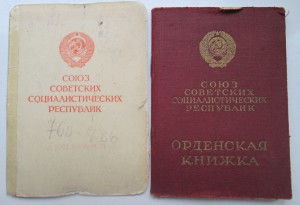 СОЮЗ
СОВЕТСКИХ
СОЦИАЛИСТИЧЕСКИХ
РЕСПУБЛИК
СОЮЗ
СОВЕТСКИХ
СОЦИАЛИСТИЧЕСКИХ
РЕСПУБЛИК
ОРДЕНСКАЯ
КНИЖКА